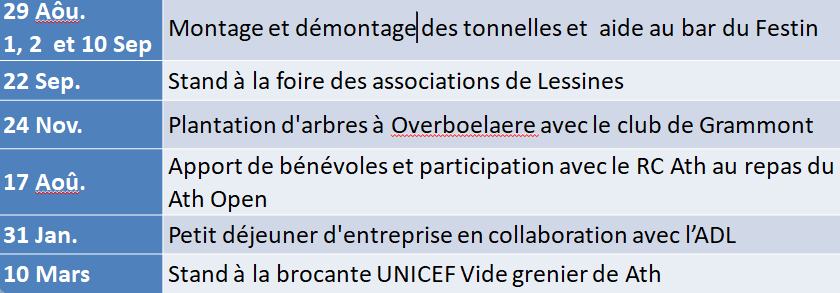 29 Aôu.
1, 2  et 10 Sep
Montage et démontage des tonnelles et  aide au bar du Festin
22 Sep.
Stand à la foire des associations de Lessines
24 Nov.
Plantation d'arbres à Overboelaere avec le club de Grammont
17 Aoû.
Apport de bénévoles et participation avec le RC Ath au repas du
Ath Open
31 Jan.
Petit déjeuner d'entreprise en collaboration avec l’ADL
10 Mars
Stand à la brocante UNICEF Vide grenier de Ath